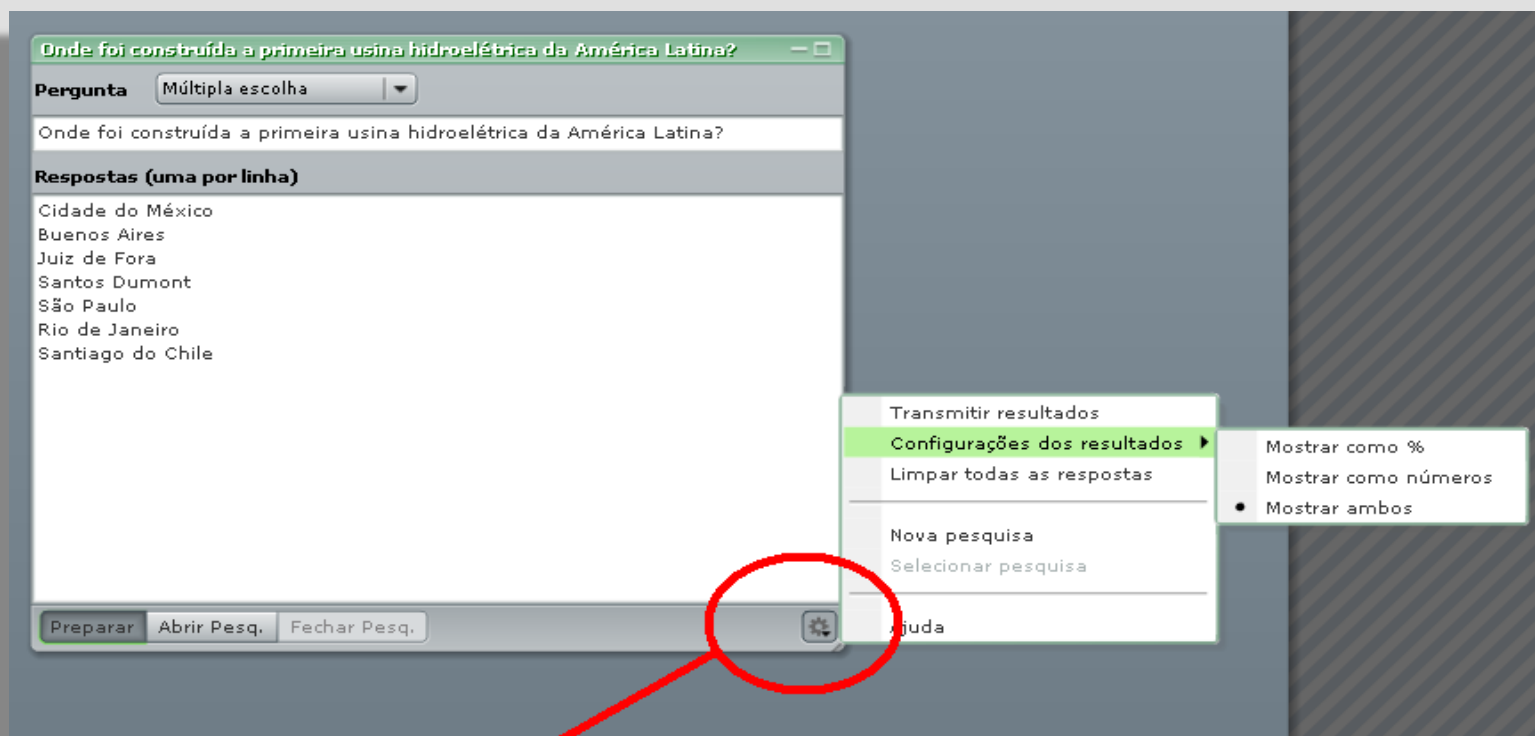 Onde foi construída a primeira usina hidroelétrica da América Latina?
Pergunta Múltipla escolha
Onde foi construída a primeira usina hidroelétrica da América Latina?
Respostas (uma por linha)
Cidade do México
Buenos Aires
Juiz de Fora
Santos Dumont
São Paulo
Rio de Janeiro
Santiago do Chile
Preparar Abrir Pesq. Fechar Pesq.
Transmitir resultados
Configurações dos resultados
Limpar todas as respostas
Nova pesquisa
Selecionar pesquisa
Ajuda
Mostrar como %
Mostrar como números
Mostrar ambos